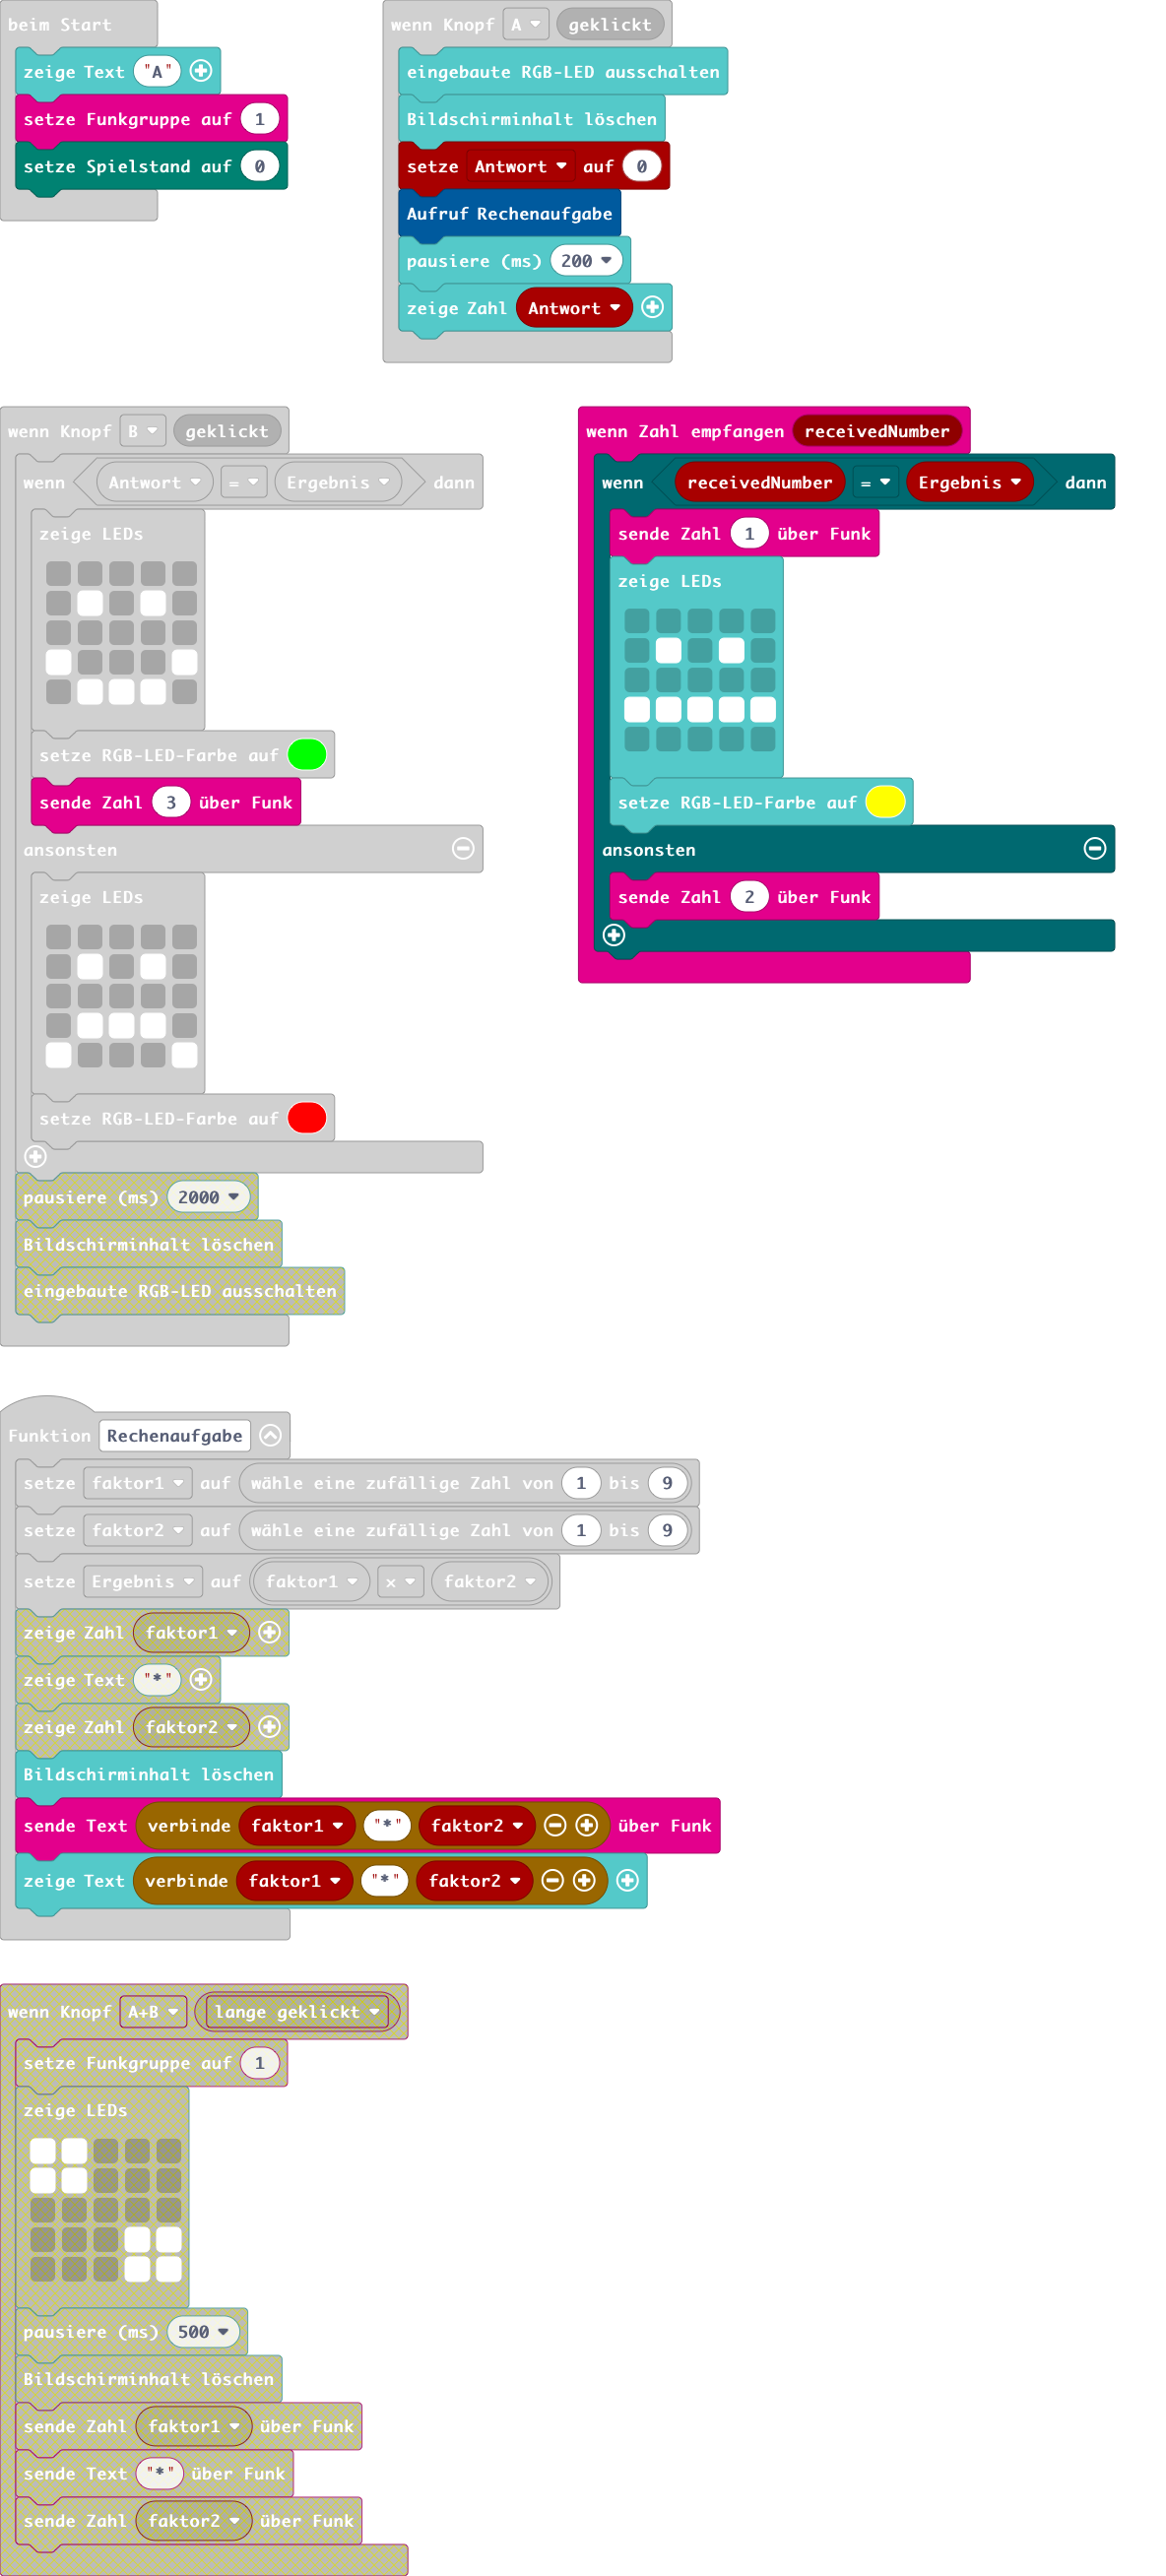 beim Start
zeige Text "A"
setze Funkgruppe auf 1
setze Spielstand auf 0
wenn Knopf A geklickt
eingebaute RGB-LED ausschalten
Bildschirminhalt löschen
setze Antwort auf 0
Aufruf Rechenaufgabe
pausiere (ms) 200
zeige Zahl Antwort
wenn Knopf B geklickt
wenn Antwort = Ergebnis dann
zeige LEDs
setze RGB-LED-Farbe auf
sende Zahl 3 über Funk
ansonsten
zeige LEDs
setze RGB-LED-Farbe auf
pausiere (ms) 2000
Bildschirminhalt löschen
eingebaute RGB-LED ausschalten
wenn Zahl empfangen receivedNumber
wenn receivedNumber = Ergebnis dann
sende Zahl 1 über Funk
zeige LEDs
setze RGB-LED-Farbe auf
ansonsten
sende Zahl 2 über Funk
Funktion Rechenaufgabe
setze faktor1 auf wähle eine zufällige Zahl von 1 bis 9
setze faktor2 auf wähle eine zufällige Zahl von 1 bis 9
setze Ergebnis auf faktor1 × faktor2
zeige Zahl faktor1
zeige Text "*"
zeige Zahl faktor2
Bildschirminhalt löschen
sende Text verbinde faktor1 "*" faktor2 über Funk
zeige Text verbinde faktor1 "*" faktor2
wenn Knopf A+B lange geklickt
setze Funkgruppe auf 1
zeige LEDs
pausiere (ms) 500
Bildschirminhalt löschen
sende Zahl faktor1 über Funk
sende Text "*" über Funk
sende Zahl faktor2 über Funk